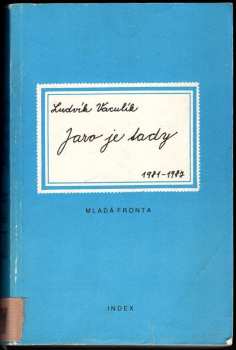 Ludvík Vaculík
Jaro je tady
1981-1987
MLADÁ FRONTA
INDEX